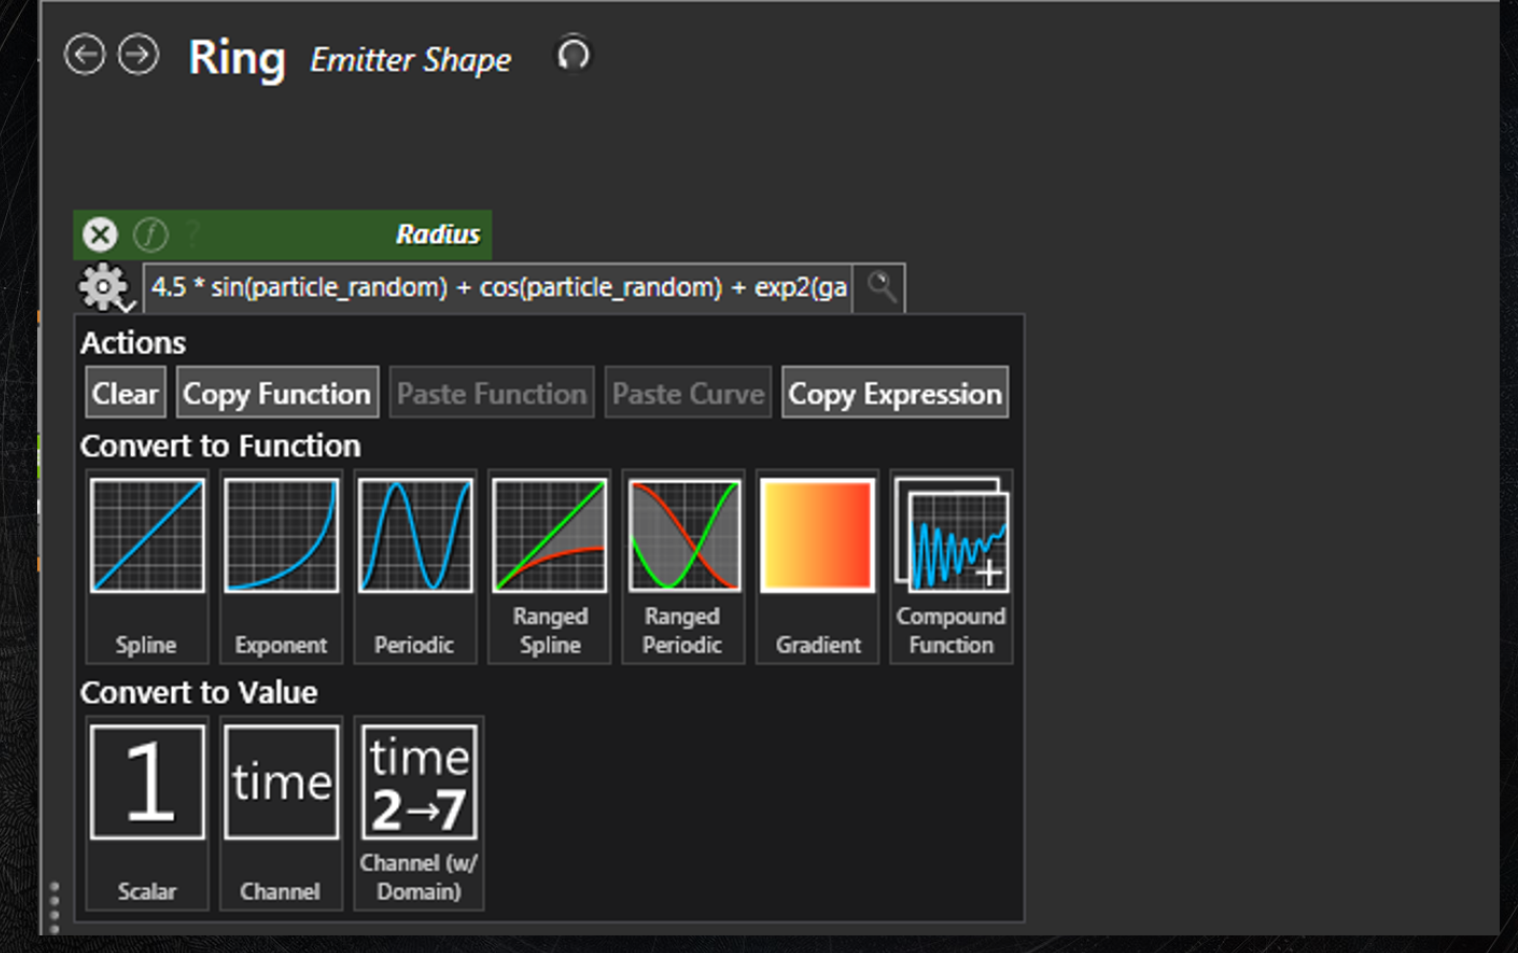 Ring Emitter Shape
Radius
4.5 * sin(particle_random) + cos(particle_random) + exp2(ga
Actions
Clear Copy Function Paste Function Paste Curve Copy Expression
Convert to Function
Spline
Exponent
Periodic
Ranged
Spline
Ranged
Periodic
Gradient
Compound
Function
Convert to Value
1
Scalar
time
Channel
time
2→7
Channel (w/
Domain)